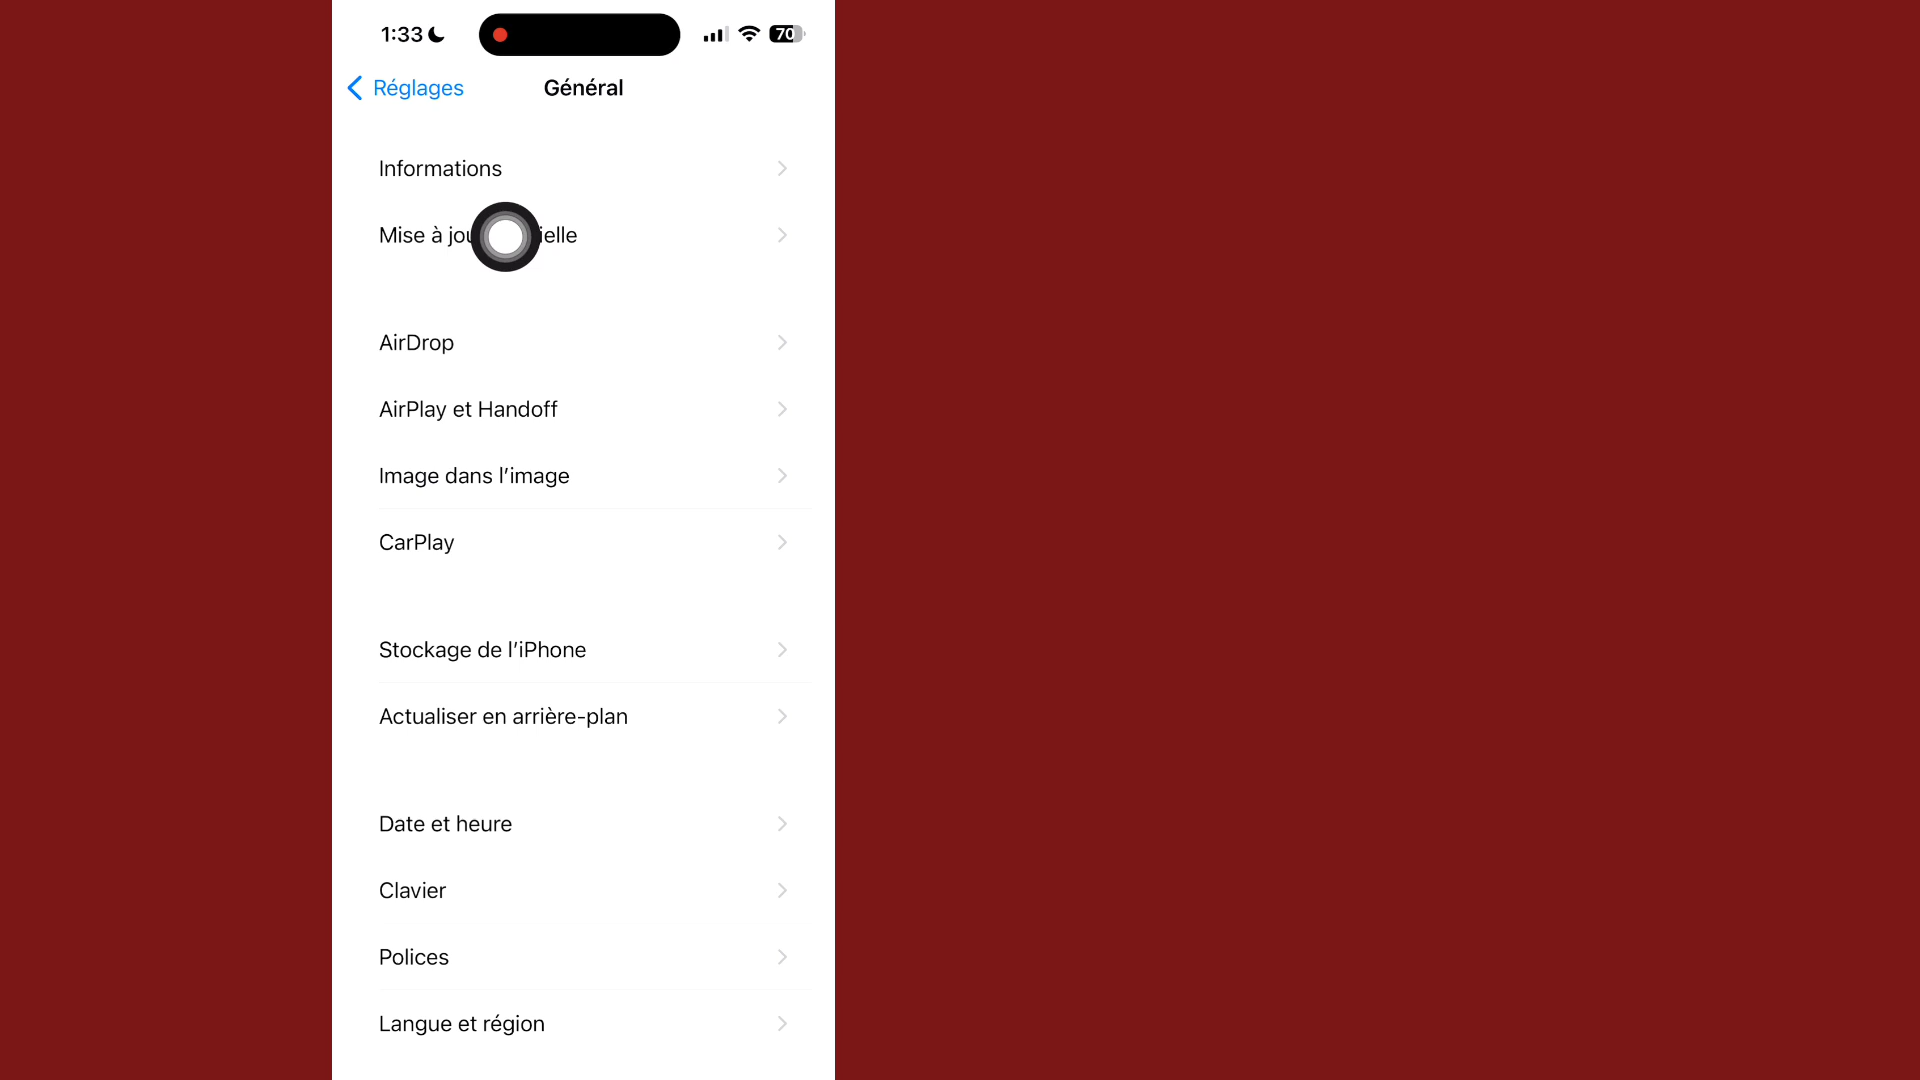 1:33
70
Réglages
Général
Informations
Mise à jou ielle
AirDrop
AirPlay et Handoff
Image dans l’image
CarPlay
Stockage de l’iPhone
Actualiser en arrière-plan
Date et heure
Clavier
Polices
Langue et région